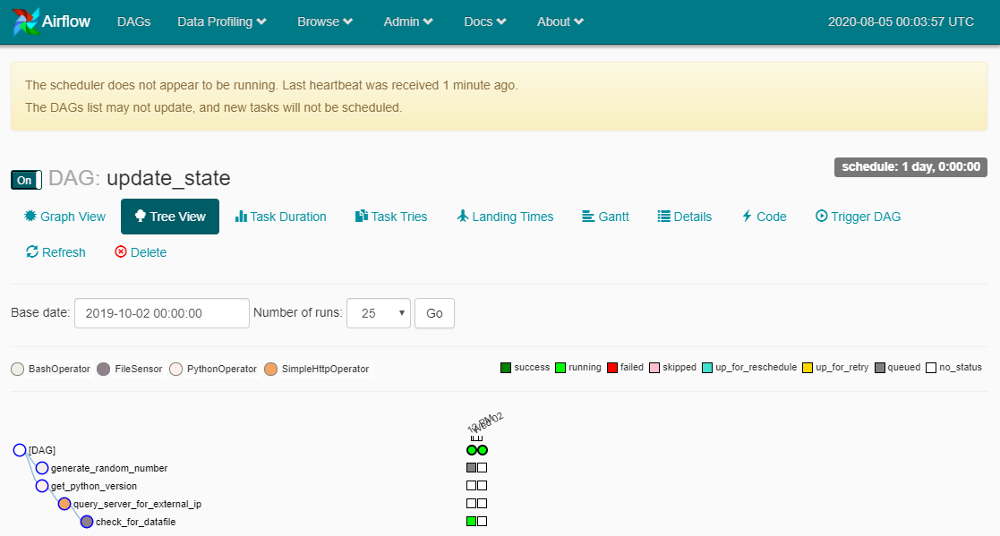 Airflow DAGs Data Profiling Browse Admin Docs About 2020-08-05 00:03:57 UTC
The scheduler does not appear to be running. Last heartbeat was received 1 minute ago.
The DAGs list may not update, and new tasks will not be scheduled.
On DAG: update_state schedule: 1 day, 0:00:00
Graph View Tree View Task Duration Task Tries Landing Times Gantt Details Code Trigger DAG
Refresh Delete
Base date: 2019-10-02 00:00:00 Number of runs: 25 Go
BashOperator FileSensor PythonOperator SimpleHttpOperator success running failed skipped up_for_reschedule up_for_retry queued no_status
12 PM
Wed 02
[DAG]
generate_random_number
get_python_version
query_server_for_external_ip
check_for_datafile